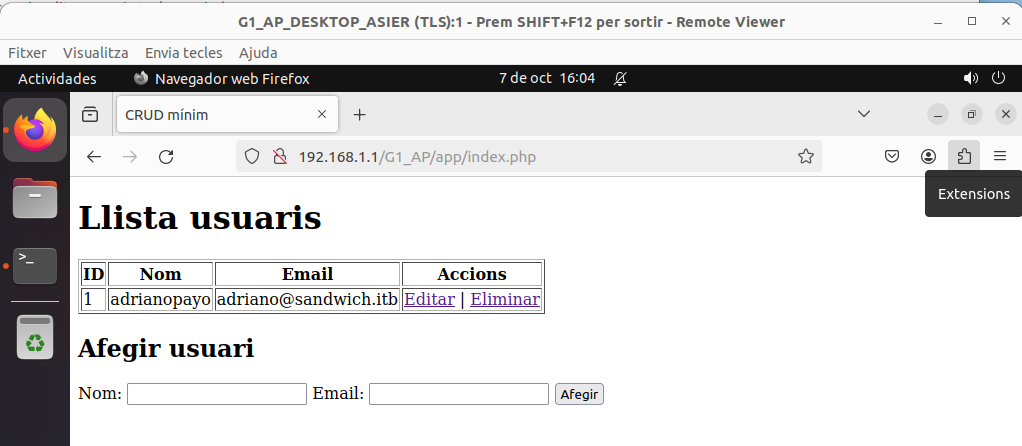 G1_AP_DESKTOP_ASIER (TLS):1 - Prem SHIFT+F12 per sortir - Remote Viewer
Fitxer Visualitza Envia tecles Ajuda
Actividades Navegador web Firefox 7 de oct 16:04
CRUD mínim
192.168.1.1/G1_AP/app/index.php
Extensions
Llista usuaris
ID Nom Email Accions
1 adrianopayo adriano@sandwich.itb Editar | Eliminar
Afegir usuari
Nom: Email: Afegir